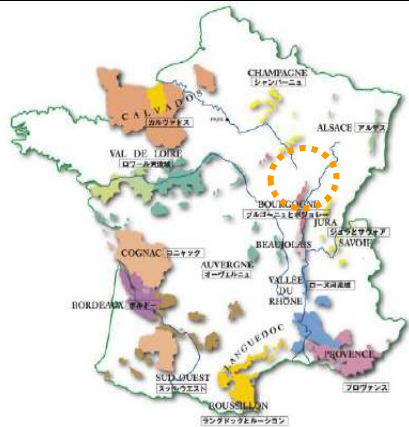 CHAMPAGNE
シャンパーニュ
CALVADOS
カルヴァドス
PARIS
ALSACE アルザス
VAL DE LOIRE
ロワール河流域
BOURGOGNE
ブルゴーニュとボジョレー
JURA
ジュラとサヴォア
SAVOIE
BEAUJOLAIS
COGNAC コニャック
AUVERGNE
オーヴェルニュ
VALLÉE
DU
RHÔNE
ローヌ河流域
BORDEAUX ボルドー
LANGUEDOC
PROVENCE
プロヴァンス
SUD-OUEST
スッドウエスト
ROUSSILLON
ラングドックとルーション